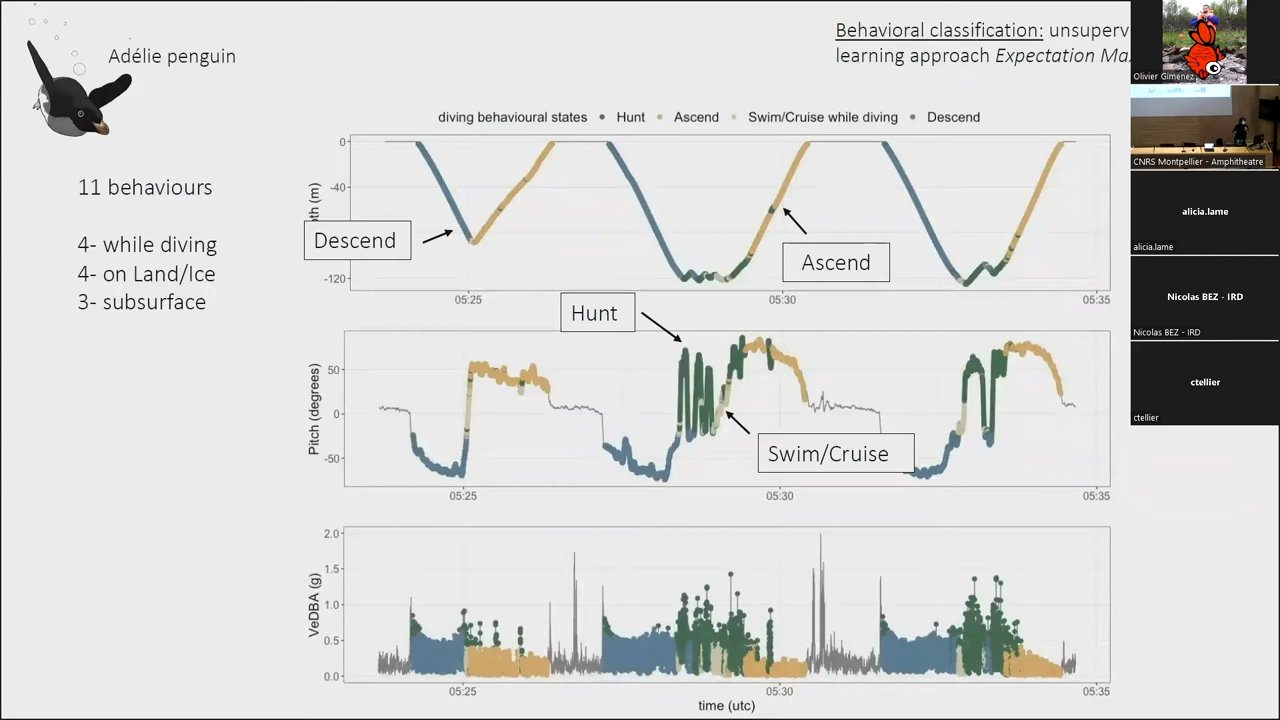 Adélie penguin
Behavioral classification: unsuperv
learning approach Expectation Ma
11 behaviours
4- while diving
4- on Land/Ice
3- subsurface
diving behavioural states Hunt Ascend Swim/Cruise while diving Descend
0
-40
-120
th (m)
Descend
Ascend
05:25 05:30 05:35
Hunt
50
0
-50
Pitch (degrees)
Swim/Cruise
05:25 05:30 05:35
2.0
1.5
1.0
0.5
0.0
VeDBA (g)
05:25 05:30 05:35
time (utc)
Olivier Gimenez
CNRS Montpellier - Amphitheatre
alicia.lame
alicia.lame
Nicolas BEZ - IRD
Nicolas BEZ - IRD
ctellier
ctellier